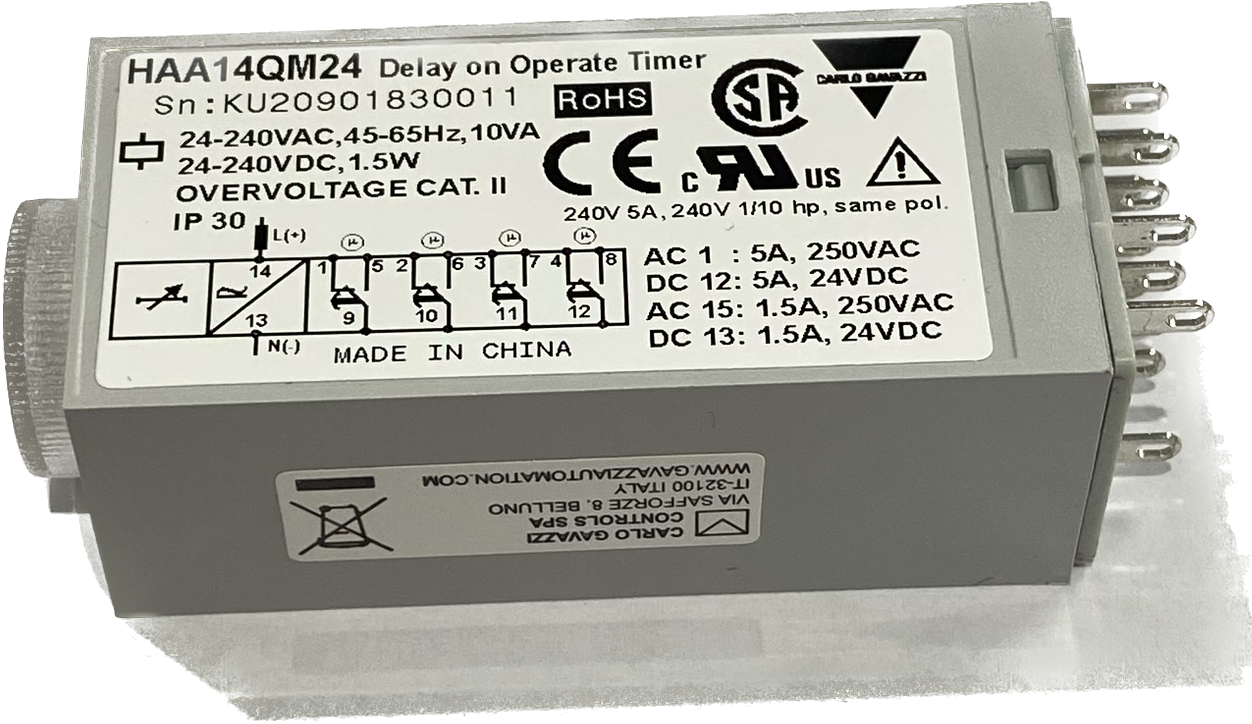 HAA14QM24 Delay on Operate Timer
Sn:KU20901830011
RoHS
CSA
CARLO GAVAZZI
24-240VAC,45-65Hz,10VA
24-240VDC,1.5W
OVERVOLTAGE CAT. II
IP 30
CE
c RU US
240V 5A, 240V 1/10 hp, same pol.
L(+)
14
13
N(-)
1 5 2 6 3 7 4 8
9 10 11 12
AC 1 : 5A, 250VAC
DC 12: 5A, 24VDC
AC 15: 1.5A, 250VAC
DC 13: 1.5A, 24VDC
MADE IN CHINA
CARLO GAVAZZI
CONTROLS SPA
VIA SAFFORZE 8, BELLUNO
IT-32100 ITALY
WWW.GAVAZZIAUTOMATION.COM